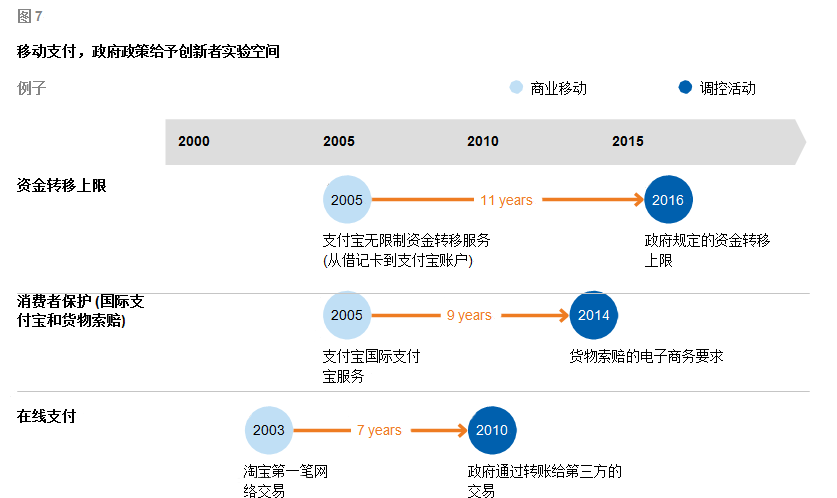 图 7
移动支付，政府政策给予创新者实验空间
例子
商业移动
调控活动
2000
2005
2010
2015
资金转移上限
2005
11 years
2016
支付宝无限制资金转移服务
(从借记卡到支付宝账户)
政府规定的资金转移
上限
消费者保护 (国际支
付宝和货物索赔)
2005
9 years
2014
支付宝国际支付
宝服务
货物索赔的电子商务要求
在线支付
2003
7 years
2010
淘宝第一笔网
络交易
政府通过转账给第三方的
交易